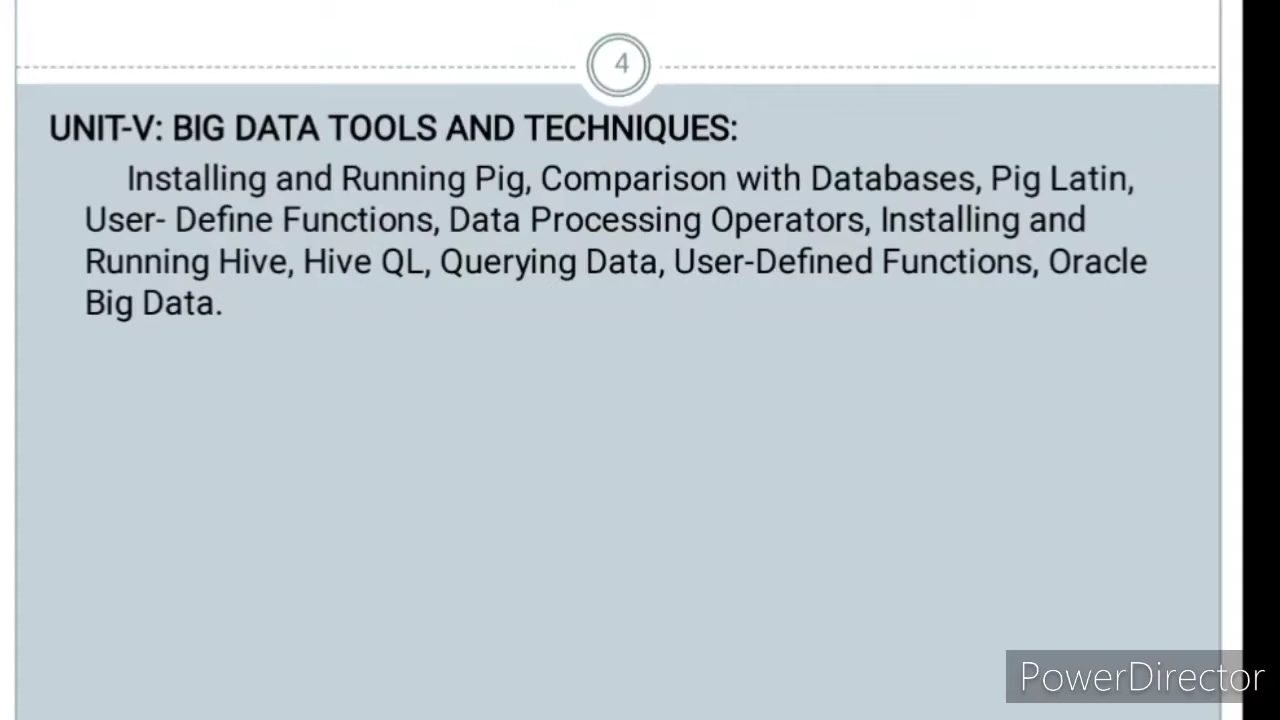 4
UNIT-V: BIG DATA TOOLS AND TECHNIQUES:
Installing and Running Pig, Comparison with Databases, Pig Latin,
User- Define Functions, Data Processing Operators, Installing and
Running Hive, Hive QL, Querying Data, User-Defined Functions, Oracle
Big Data.
PowerDirector